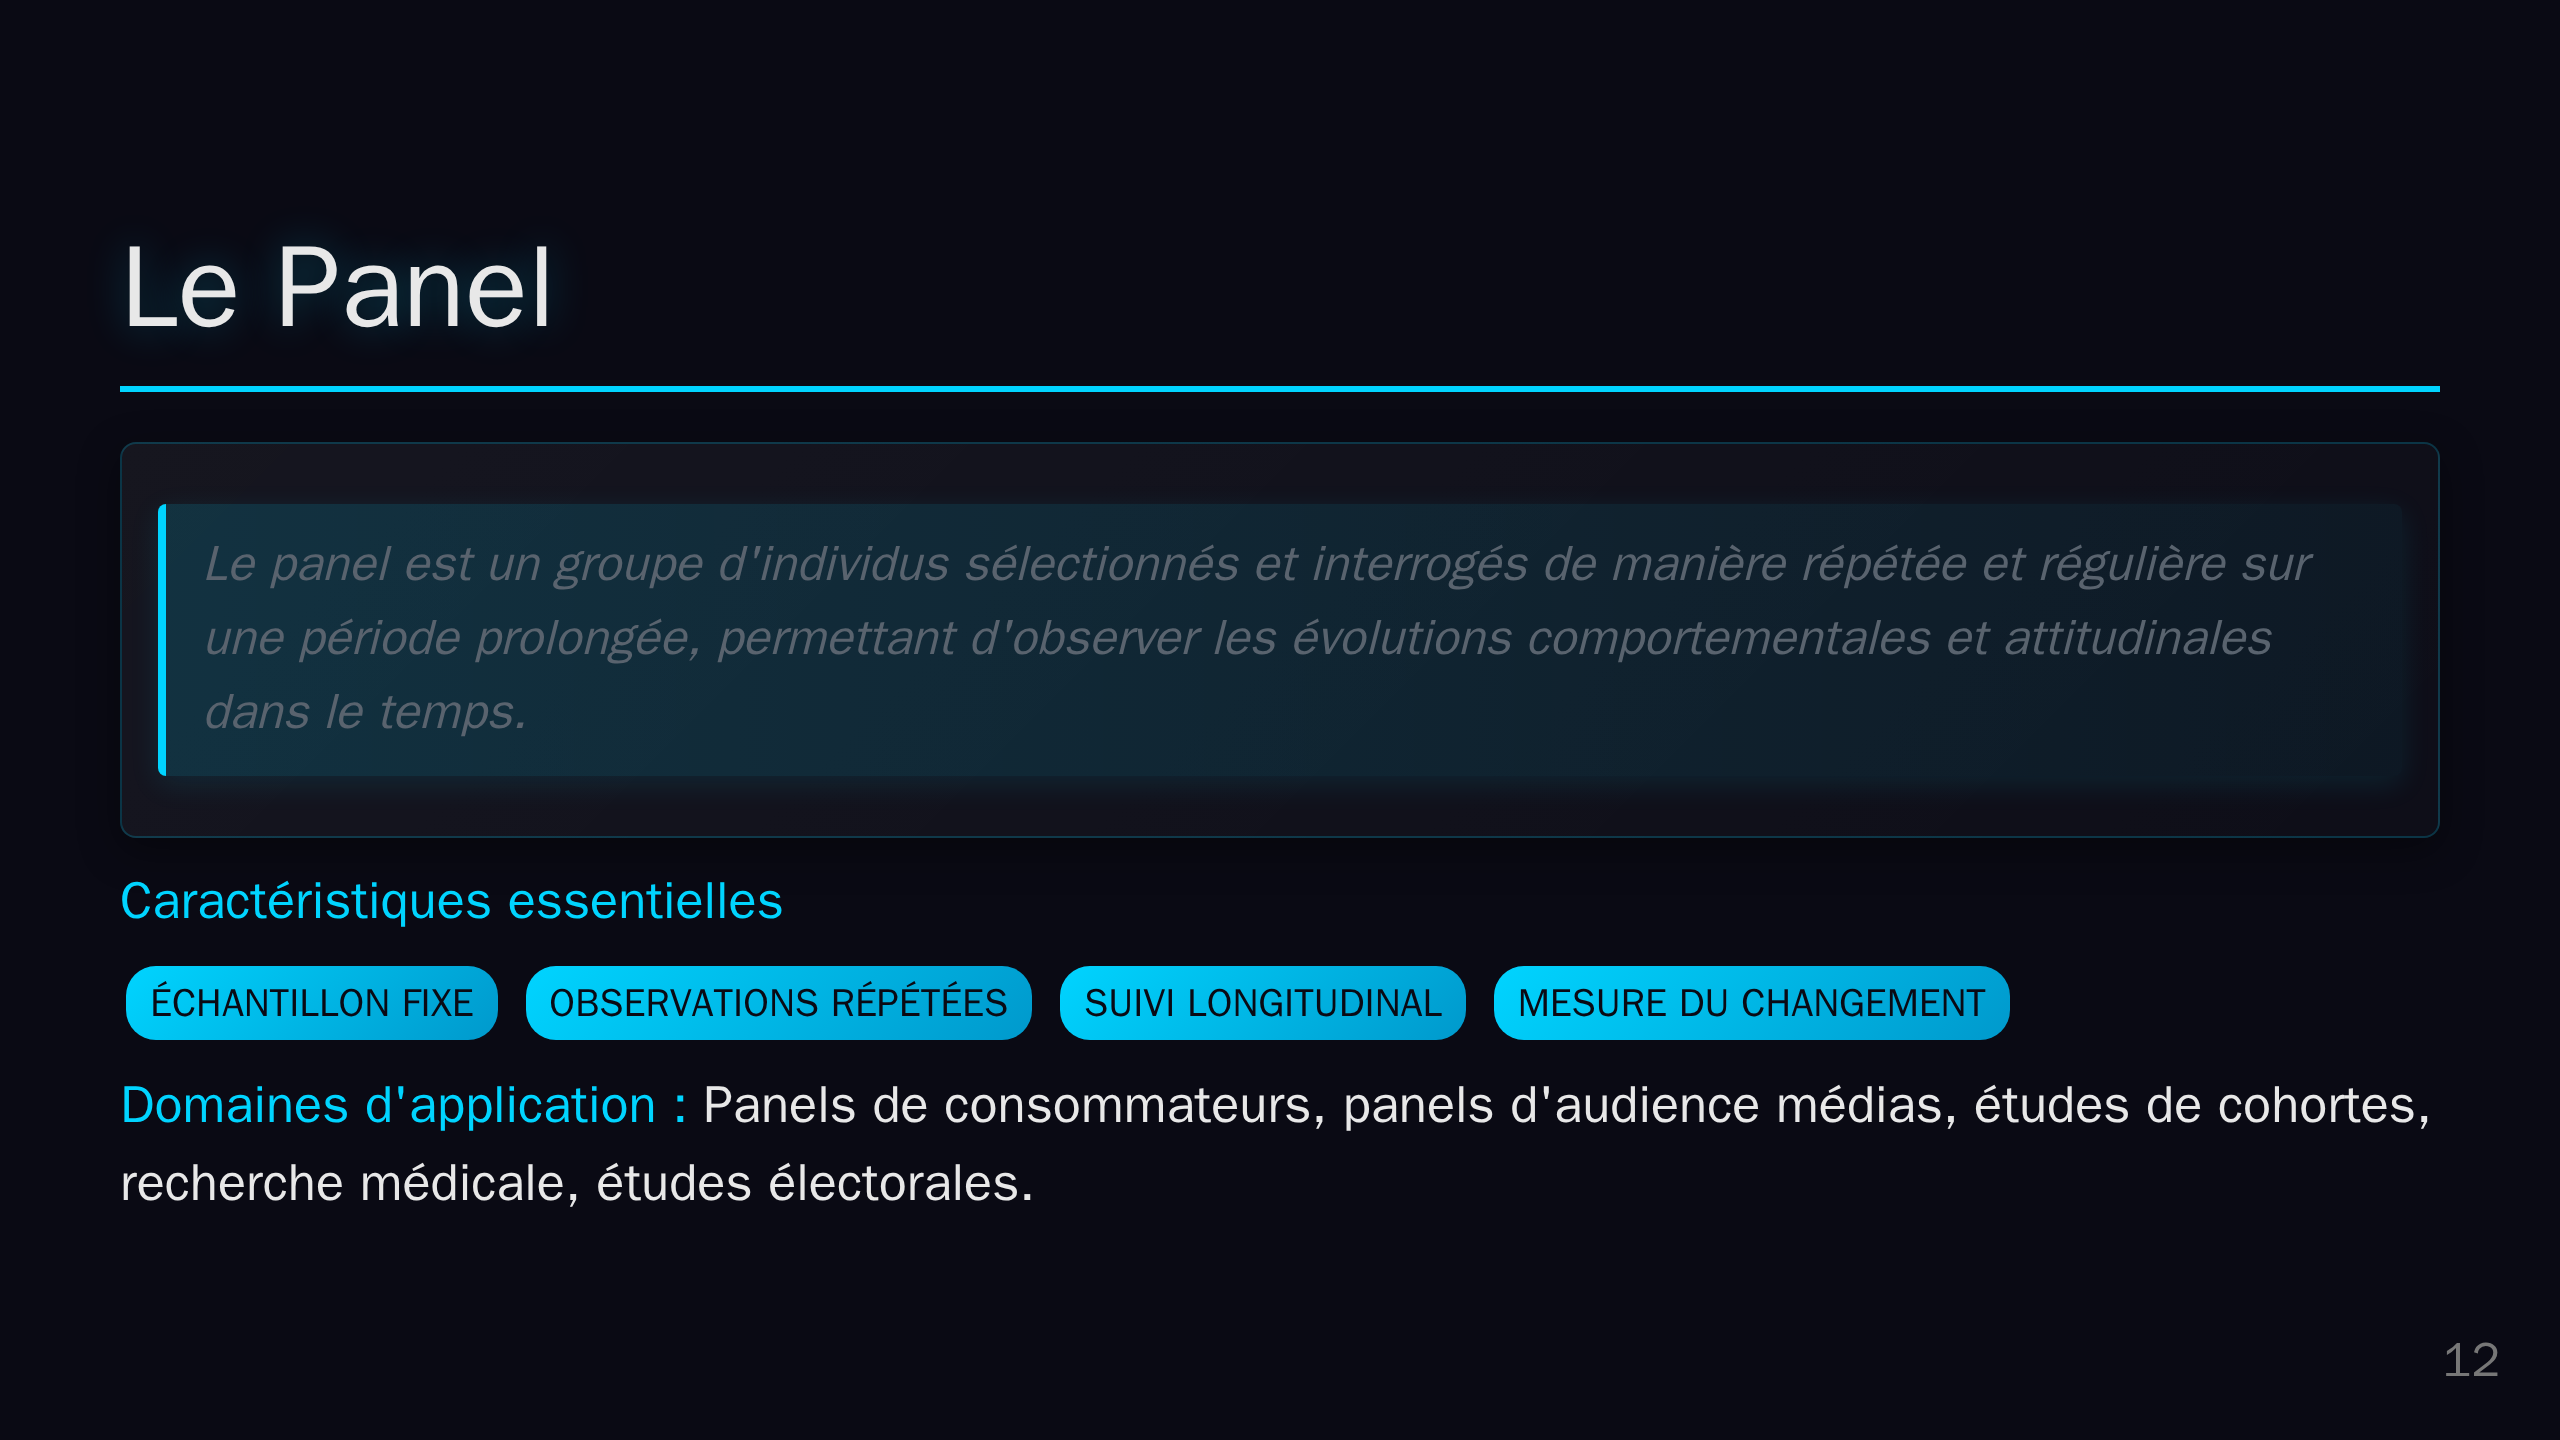 Le Panel
Le panel est un groupe d'individus sélectionnés et interrogés de manière répétée et régulière sur
une période prolongée, permettant d'observer les évolutions comportementales et attitudinales
dans le temps.
Caractéristiques essentielles
ÉCHANTILLON FIXE OBSERVATIONS RÉPÉTÉES SUIVI LONGITUDINAL MESURE DU CHANGEMENT
Domaines d'application : Panels de consommateurs, panels d'audience médias, études de cohortes,
recherche médicale, études électorales.
12